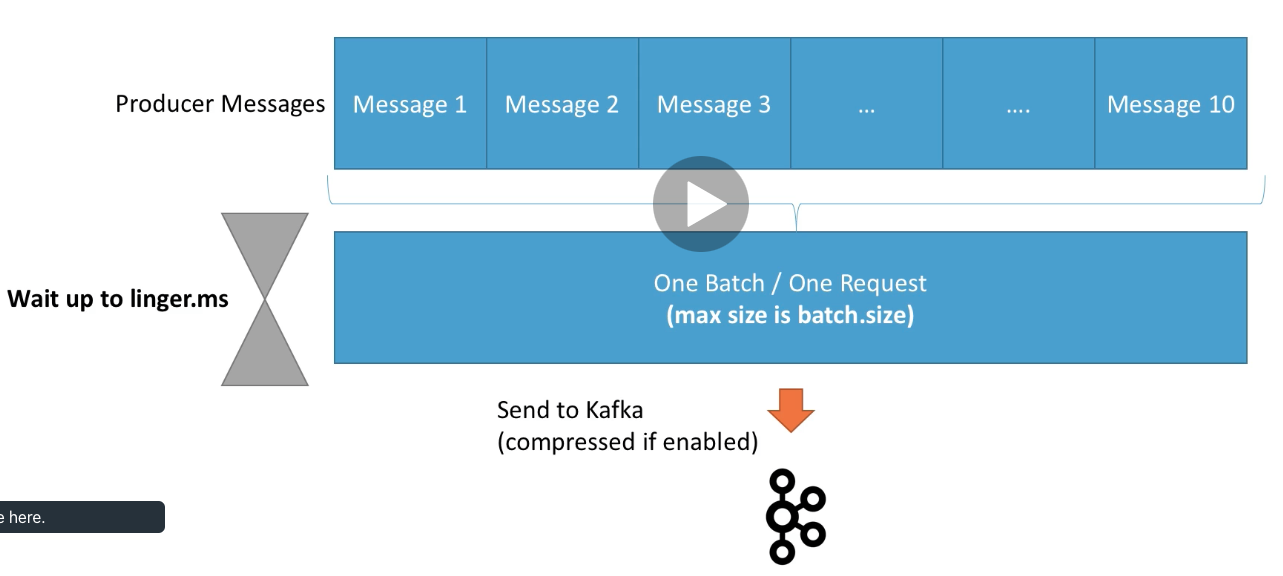 Producer Messages
Message 1
Message 2
Message 3
...
....
Message 10
Wait up to linger.ms
One Batch / One Request
(max size is batch.size)
Send to Kafka
(compressed if enabled)
e here.